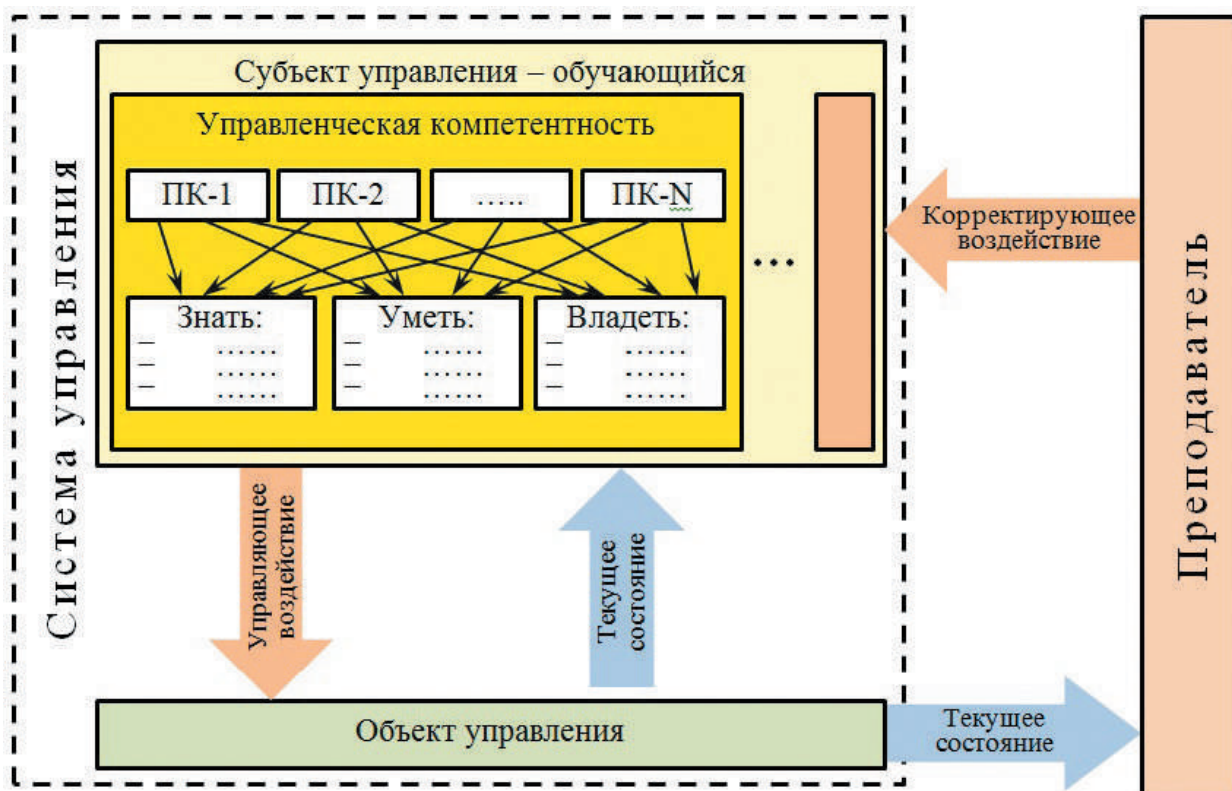 Система управления
Субъект управления – обучающийся
Управленческая компетентность
ПК-1
ПК-2
…..
ПК-N
Знать:
– ……
– ……
– ……
Уметь:
– ……
– ……
– ……
Владеть:
– ……
– ……
– ……
…
Корректирующее
воздействие
Преподаватель
Управляющее
воздействие
Текущее
состояние
Объект управления
Текущее
состояние